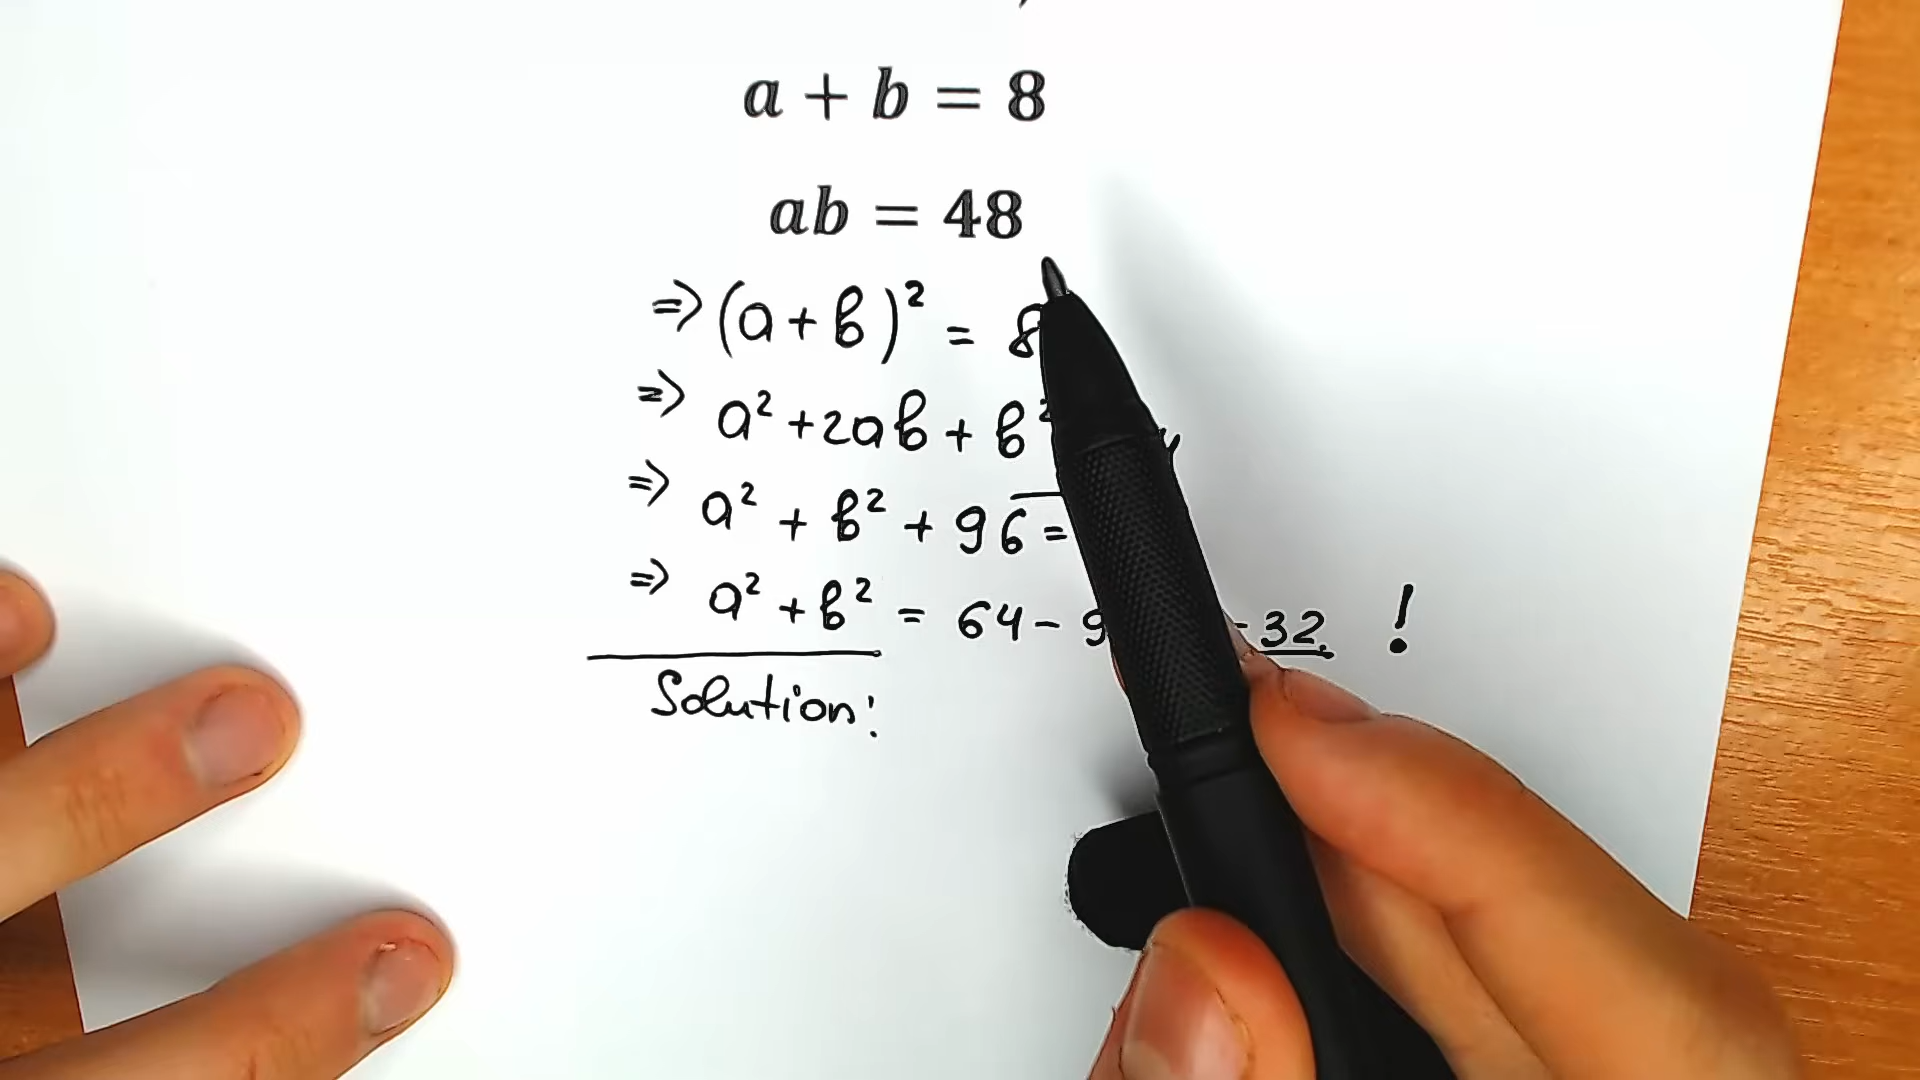 a + b = 8
ab = 48
=> (a + b)² = 8
=> a² + 2ab + b²
=> a² + b² + 96 =
=> a² + b² = 64 - 9 -32. !
Solution: